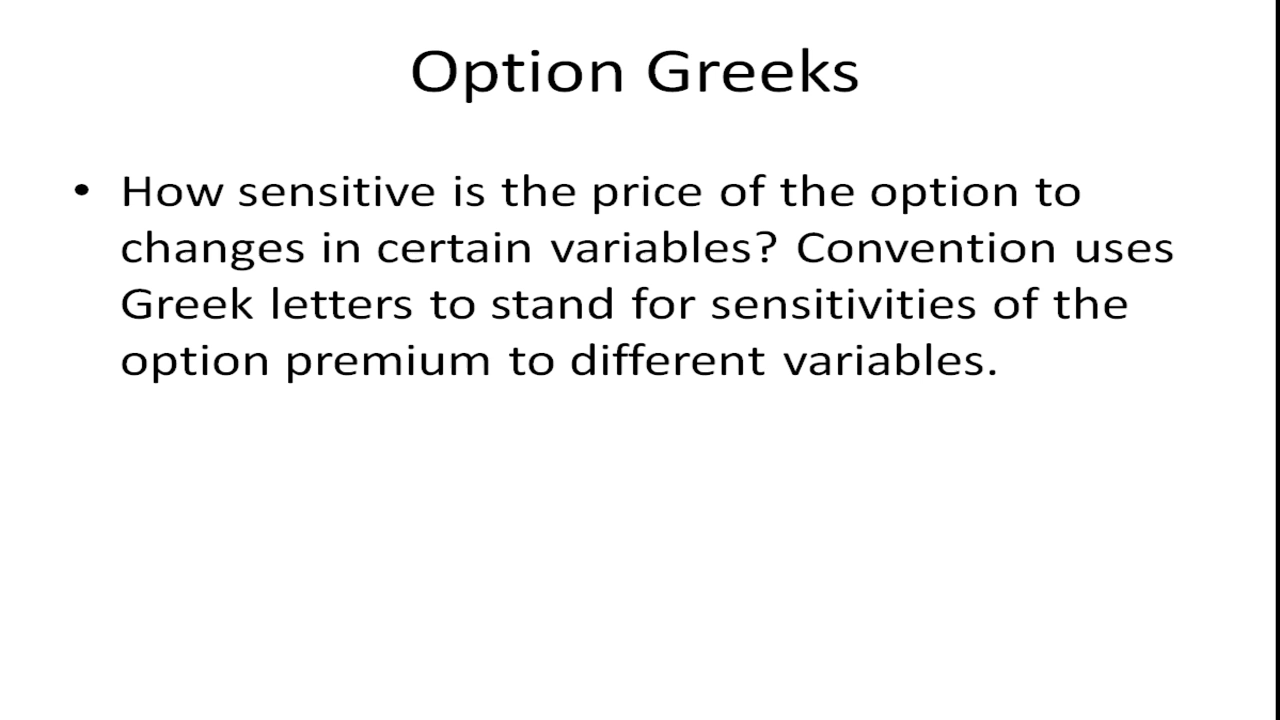 Option Greeks
• How sensitive is the price of the option to
changes in certain variables? Convention uses
Greek letters to stand for sensitivities of the
option premium to different variables.